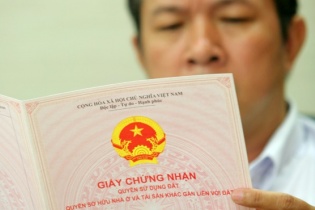 CỘNG HÒA XÃ HỘI CHỦ NGHĨA VIỆT NAM
Độc lập - Tự do - Hạnh phúc
GIẤY CHỨNG NHẬN
QUYỀN SỬ DỤNG ĐẤT,
QUYỀN SỞ HỮU NHÀ Ở VÀ TÀI SẢN KHÁC GẮN LIỀN VỚI ĐẤT